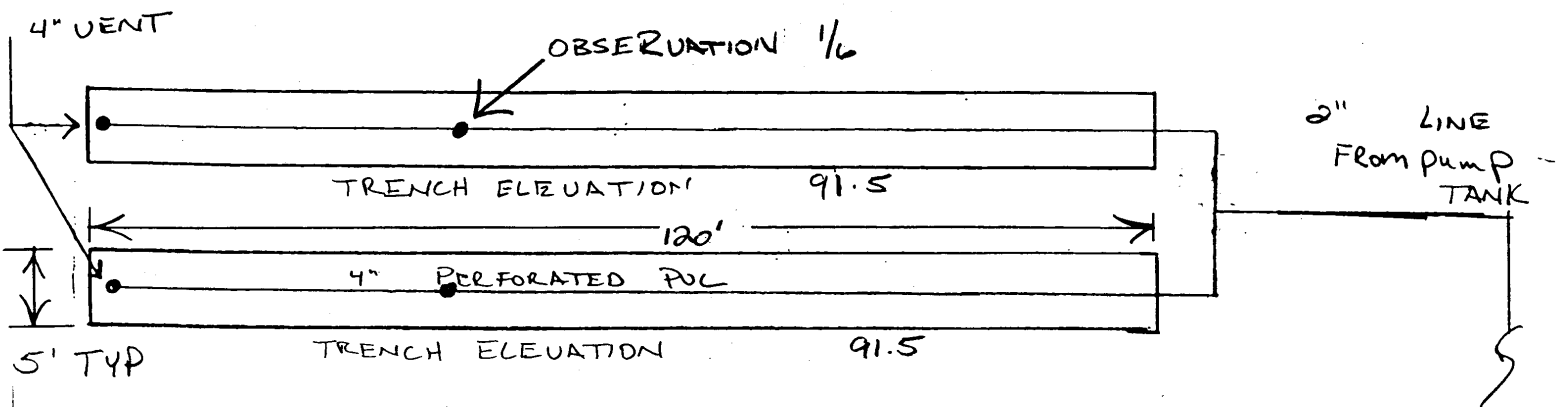 4" VENT
OBSERVATION 1/6
2" LINE
FROM PUMP
TANK
TRENCH ELEVATION 91.5
120'
4" PERFORATED PVC
5' TYP
TRENCH ELEVATION 91.5